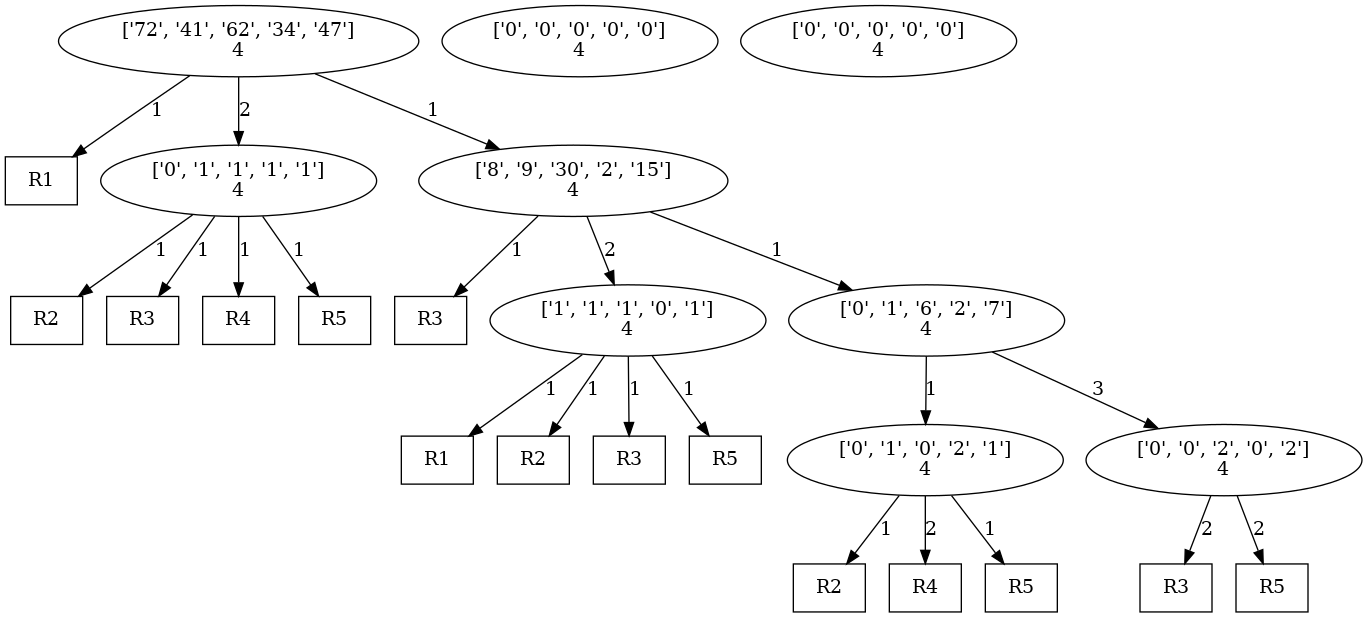 ['72', '41', '62', '34', '47']
4
['0', '0', '0', '0', '0']
4
['0', '0', '0', '0', '0']
4
1
2
1
R1
['0', '1', '1', '1', '1']
4
['8', '9', '30', '2', '15']
4
1
1
1
1
1
2
1
R2
R3
R4
R5
R3
['1', '1', '1', '0', '1']
4
['0', '1', '6', '2', '7']
4
1
1
1
1
1
3
R1
R2
R3
R5
['0', '1', '0', '2', '1']
4
['0', '0', '2', '0', '2']
4
1
2
1
2
2
R2
R4
R5
R3
R5